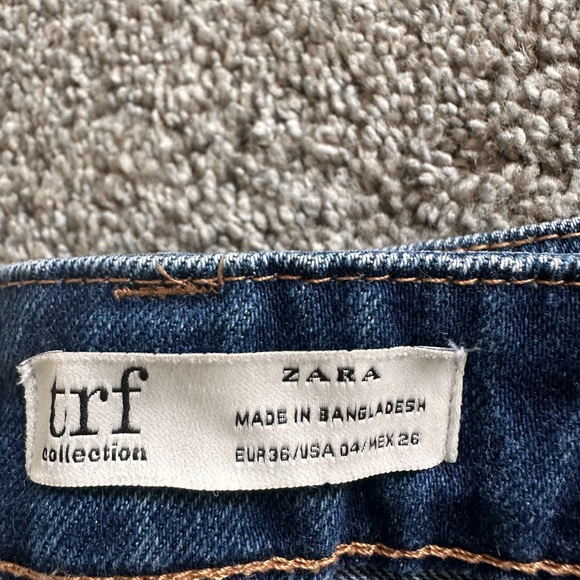 trf
collection
ZARA
MADE IN BANGLADESH
EUR36/USA 04/MEX 26